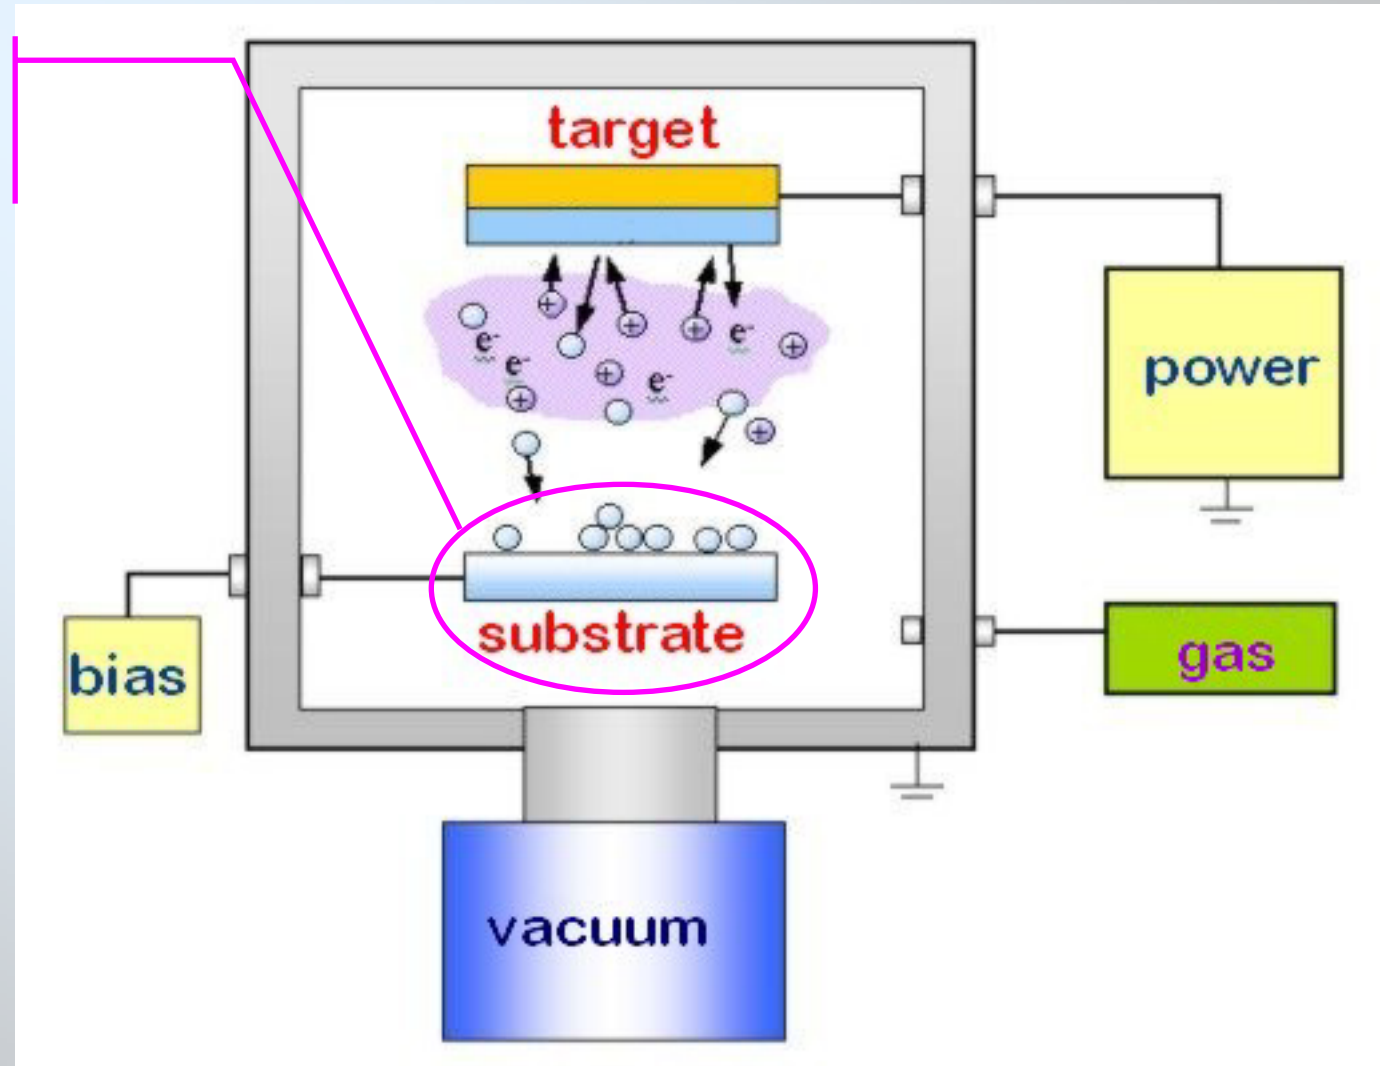 target
+
+
+
e⁻
e⁻
+
e⁻
+
e⁻
+
+
power
substrate
bias
gas
vacuum